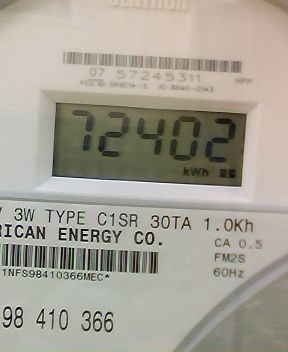 CENTRON
07 57245311
72402
kWh
3W TYPE C1SR 30TA 1.0Kh
RICAN ENERGY CO.
CA 0.5
FM2S
60Hz
1NFS98410366MEC*
98 410 366